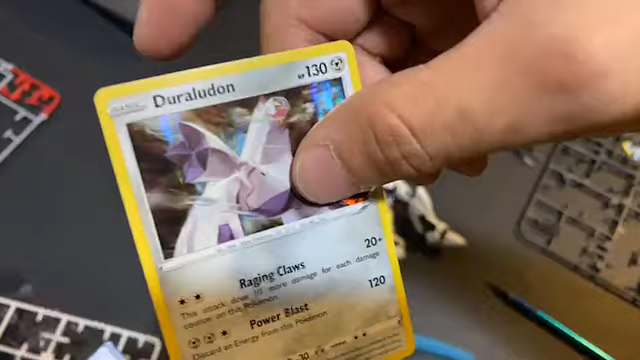 BASIC Duraludon HP 130
Raging Claws 20+
This attack does 10 more damage for each damage
counter on this Pokémon.
Power Blast 120
Discard an Energy from this Pokémon.
-30